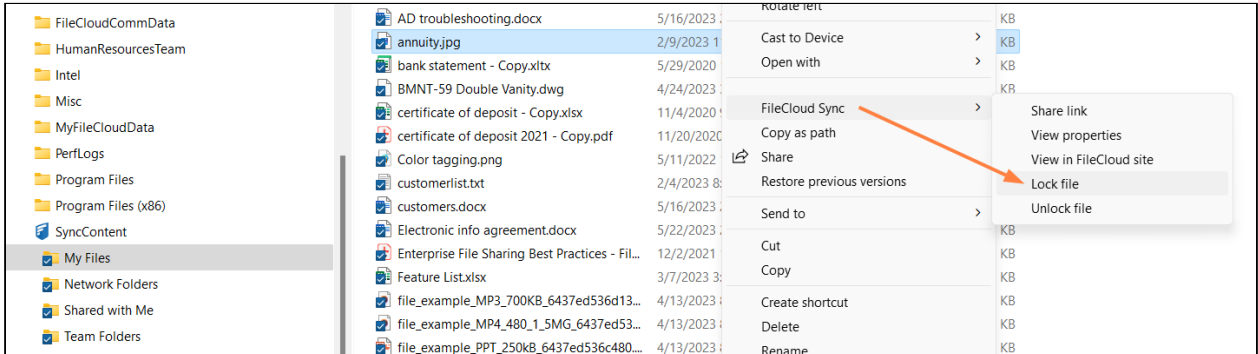 FileCloudCommData
HumanResourcesTeam
Intel
Misc
MyFileCloudData
PerfLogs
Program Files
Program Files (x86)
SyncContent
My Files
Network Folders
Shared with Me
Team Folders
AD troubleshooting.docx 5/16/2023
annuity.jpg 2/9/2023 1 KB
bank statement - Copy.xltx 5/29/2020 KB
BMNT-59 Double Vanity.dwg 4/24/2023
certificate of deposit - Copy.xlsx 11/4/2020
certificate of deposit 2021 - Copy.pdf 11/20/2020
Color tagging.png 5/11/2022
customerlist.txt 2/4/2023 8:
customers.docx 5/16/2023
Electronic info agreement.docx 5/22/2023 KB
Enterprise File Sharing Best Practices - Fil... 12/2/2021 KB
Feature List.xlsx 3/7/2023 3: KB
file_example_MP3_700KB_6437ed536d13... 4/13/2023 KB
file_example_MP4_480_1_5MG_6437ed53... 4/13/2023 KB
file_example_PPT_250kB_6437ed536c480.... 4/13/2023 KB
Rotate left
KB
Cast to Device
Open with
FileCloud Sync
Copy as path
Share
Restore previous versions
Send to
Cut
Copy
Create shortcut
Delete
Rename
Share link
View properties
View in FileCloud site
Lock file
Unlock file